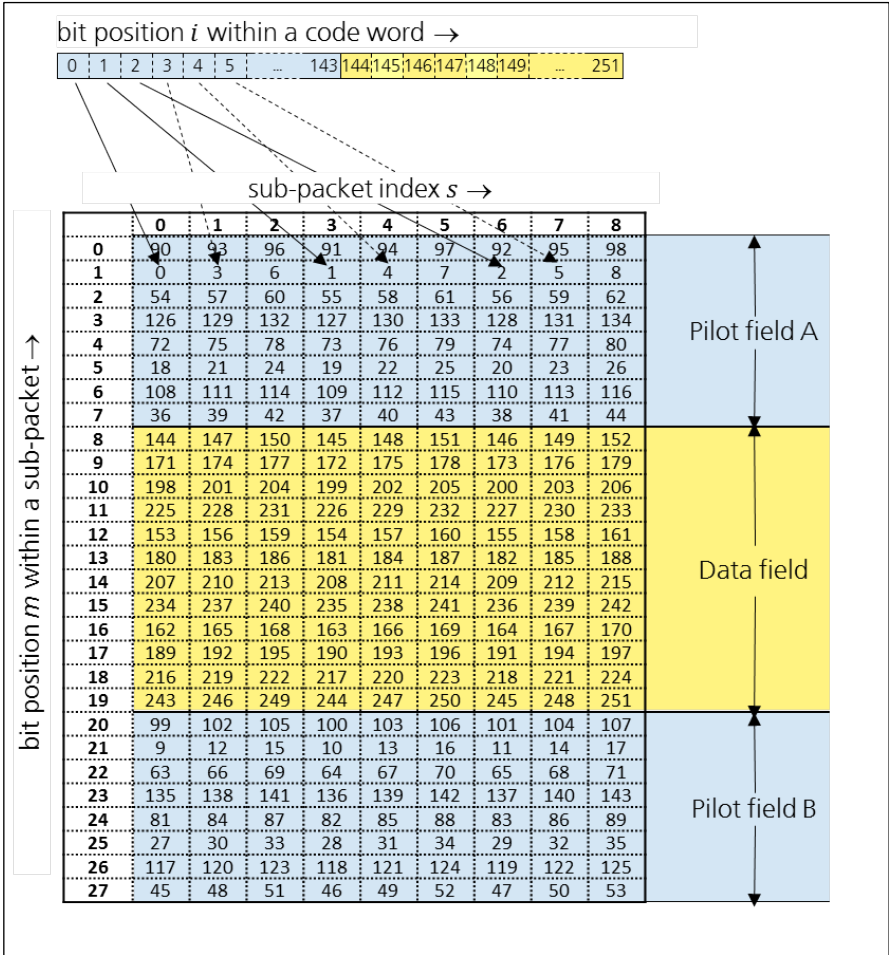 bit position i within a code word →
0 1 2 3 4 5 ... 143 144 145 146 147 148 149 ... 251
sub-packet index s →
0 1 2 3 4 5 6 7 8
0 90 93 96 91 94 97 92 95 98
1 0 3 6 1 4 7 2 5 8
2 54 57 60 55 58 61 56 59 62
3 126 129 132 127 130 133 128 131 134
4 72 75 78 73 76 79 74 77 80
5 18 21 24 19 22 25 20 23 26
6 108 111 114 109 112 115 110 113 116
7 36 39 42 37 40 43 38 41 44
Pilot field A
8 144 147 150 145 148 151 146 149 152
9 171 174 177 172 175 178 173 176 179
10 198 201 204 199 202 205 200 203 206
11 225 228 231 226 229 232 227 230 233
12 153 156 159 154 157 160 155 158 161
13 180 183 186 181 184 187 182 185 188
14 207 210 213 208 211 214 209 212 215
15 234 237 240 235 238 241 236 239 242
16 162 165 168 163 166 169 164 167 170
17 189 192 195 190 193 196 191 194 197
18 216 219 222 217 220 223 218 221 224
19 243 246 249 244 247 250 245 248 251
Data field
20 99 102 105 100 103 106 101 104 107
21 9 12 15 10 13 16 11 14 17
22 63 66 69 64 67 70 65 68 71
23 135 138 141 136 139 142 137 140 143
24 81 84 87 82 85 88 83 86 89
25 27 30 33 28 31 34 29 32 35
26 117 120 123 118 121 124 119 122 125
27 45 48 51 46 49 52 47 50 53
Pilot field B
bit position m within a sub-packet →